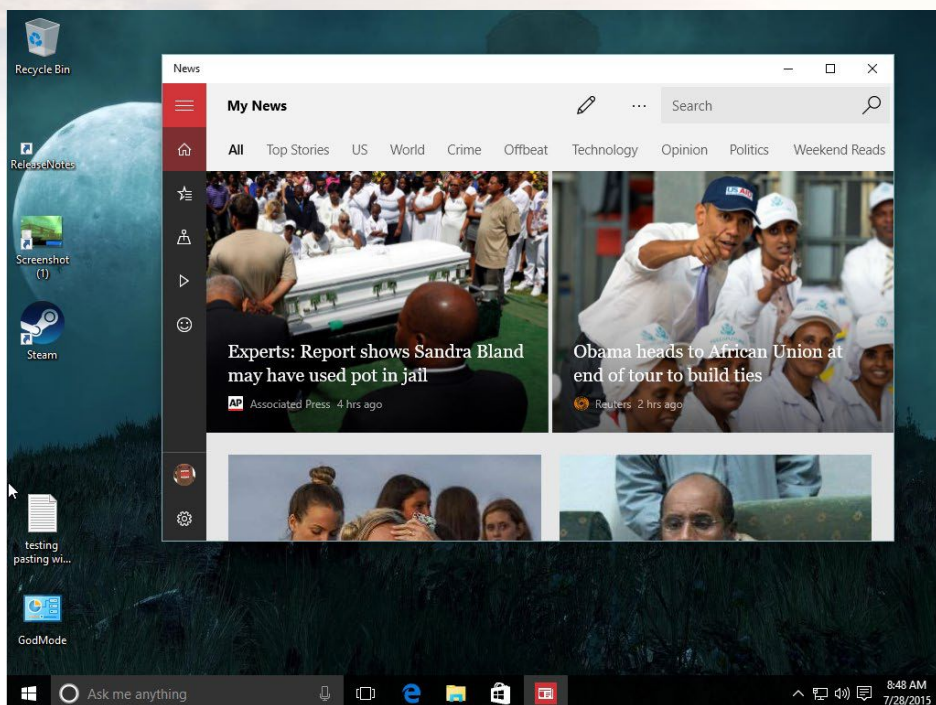 Recycle Bin
ReleaseNotes
Screenshot
(1)
Steam
testing
pasting wi...
GodMode
News
My News
...
Search
All Top Stories US World Crime Offbeat Technology Opinion Politics Weekend Reads
US AID
Experts: Report shows Sandra Bland
may have used pot in jail
AP Associated Press 4 hrs ago
Obama heads to African Union at
end of tour to build ties
Reuters 2 hrs ago
Ask me anything
8:48 AM
7/28/2015